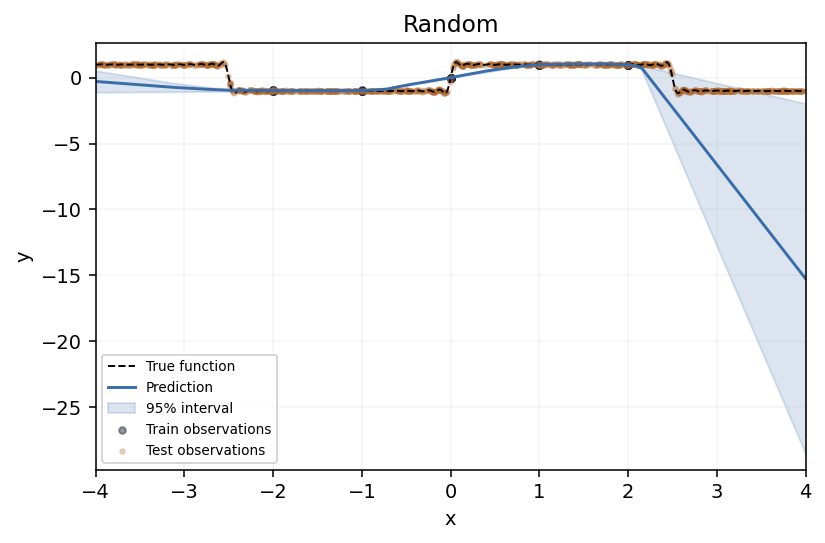 Random
0
−5
−10
−15
−20
−25
y
True function
Prediction
95% interval
Train observations
Test observations
−4 −3 −2 −1 0 1 2 3 4
x